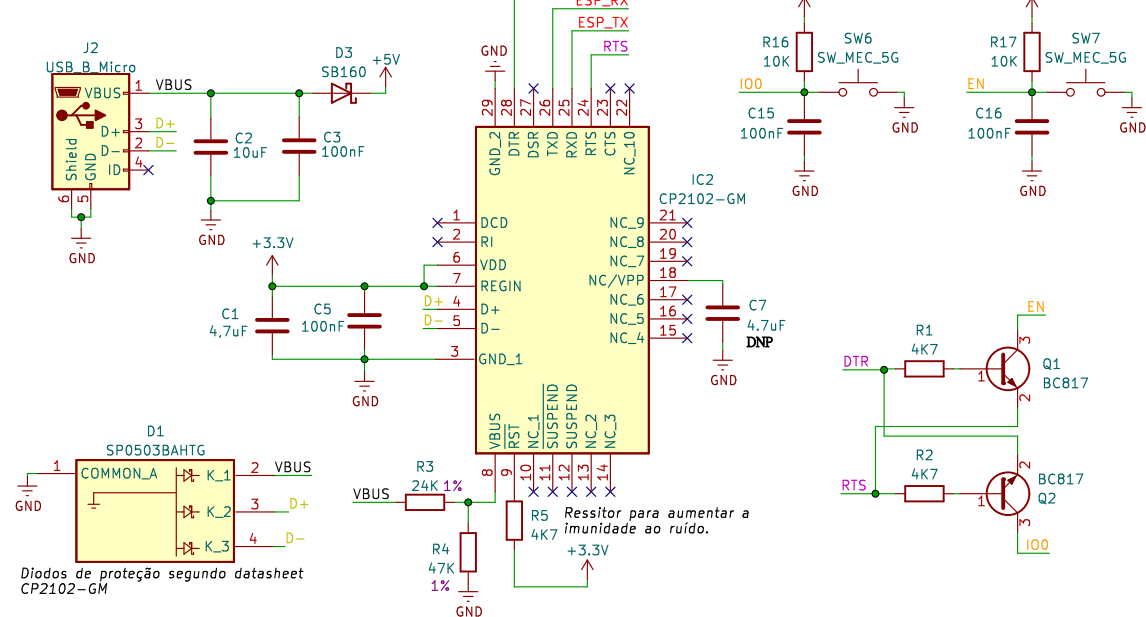 ESP_RX
ESP_TX
RTS
J2
USB_B_Micro
VBUS
1
VBUS
D+
3
D+
D-
2
D-
ID
4
Shield
GND
6
5
GND
D3
SB160
+5V
C2
10uF
C3
100nF
GND
GND
29
28
27
26
25
24
23
22
GND_2
DTR
DSR
TXD
RXD
RTS
CTS
NC_10
IC2
CP2102-GM
1
DCD
2
RI
6
VDD
7
REGIN
D+
4
D+
D-
5
D-
3
GND_1
NC_9
21
NC_8
20
NC_7
19
NC/VPP
18
NC_6
17
NC_5
16
NC_4
15
VBUS
RST
NC_1
SUSPEND
SUSPEND
NC_2
NC_3
8
9
10
11
12
13
14
+3.3V
C1
4,7uF
C5
100nF
GND
C7
4.7uF
DNP
GND
R16
10K
SW6
SW_MEC_5G
IO0
C15
100nF
GND
GND
R17
10K
SW7
SW_MEC_5G
EN
C16
100nF
GND
GND
EN
R1
4K7
DTR
1
3
2
Q1
BC817
R2
4K7
RTS
1
2
3
BC817
Q2
IO0
D1
SP0503BAHTG
1
COMMON_A
K_1
2
VBUS
K_2
3
D+
K_3
4
D-
GND
Diodos de proteção segundo datasheet
CP2102-GM
VBUS
R3
24K
1%
R4
47K
1%
GND
R5
4K7
Ressitor para aumentar a
imunidade ao ruído.
+3.3V